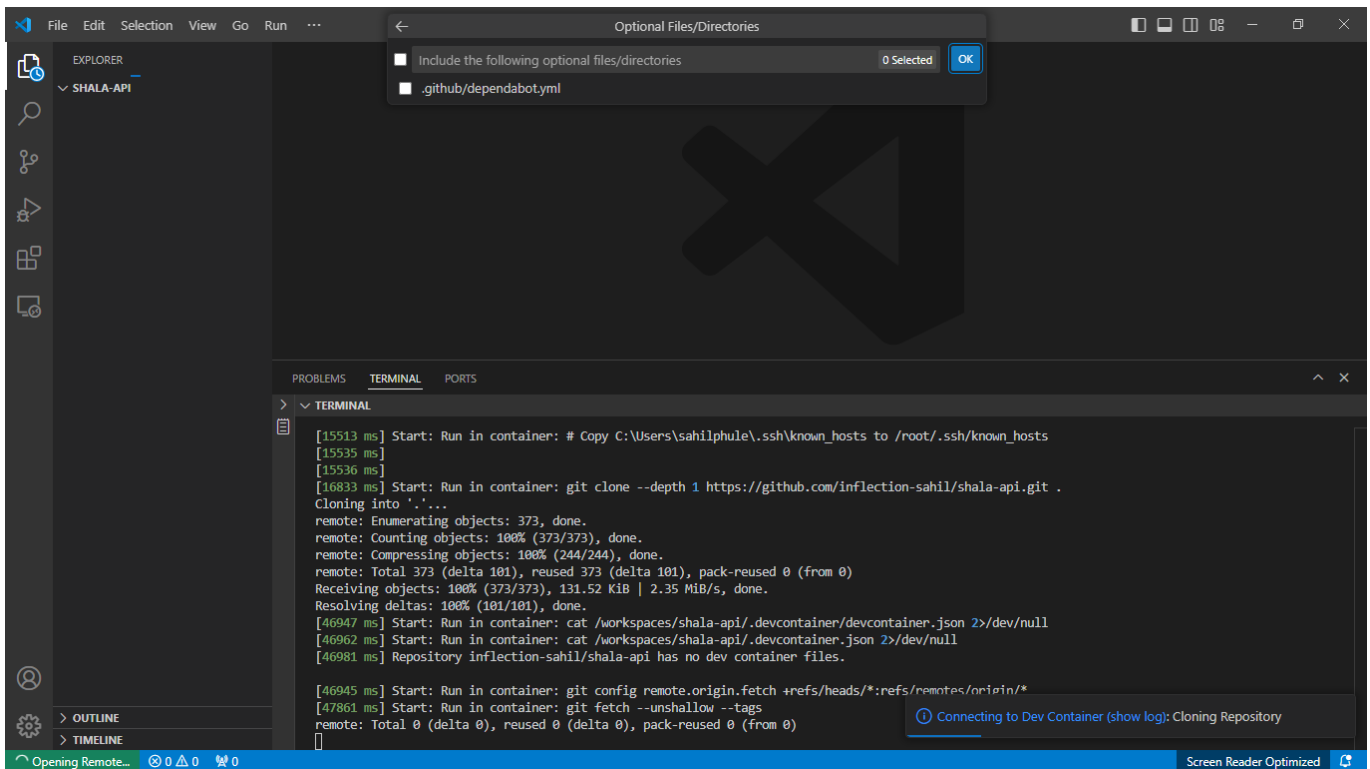 File Edit Selection View Go Run ···
Optional Files/Directories
Include the following optional files/directories
0 Selected
OK
.github/dependabot.yml
EXPLORER
SHALA-API
PROBLEMS TERMINAL PORTS
TERMINAL
[15513 ms] Start: Run in container: # Copy C:\Users\sahilphule\.ssh\known_hosts to /root/.ssh/known_hosts
[15535 ms]
[15536 ms]
[16833 ms] Start: Run in container: git clone --depth 1 https://github.com/inflection-sahil/shala-api.git .
Cloning into '.'...
remote: Enumerating objects: 373, done.
remote: Counting objects: 100% (373/373), done.
remote: Compressing objects: 100% (244/244), done.
remote: Total 373 (delta 101), reused 373 (delta 101), pack-reused 0 (from 0)
Receiving objects: 100% (373/373), 131.52 KiB | 2.35 MiB/s, done.
Resolving deltas: 100% (101/101), done.
[46947 ms] Start: Run in container: cat /workspaces/shala-api/.devcontainer/devcontainer.json 2>/dev/null
[46962 ms] Start: Run in container: cat /workspaces/shala-api/.devcontainer.json 2>/dev/null
[46981 ms] Repository inflection-sahil/shala-api has no dev container files.
[46945 ms] Start: Run in container: git config remote.origin.fetch +refs/heads/*:refs/remotes/origin/*
[47861 ms] Start: Run in container: git fetch --unshallow --tags
remote: Total 0 (delta 0), reused 0 (delta 0), pack-reused 0 (from 0)
Connecting to Dev Container (show log): Cloning Repository
OUTLINE
TIMELINE
Opening Remote... 0 0 0
Screen Reader Optimized